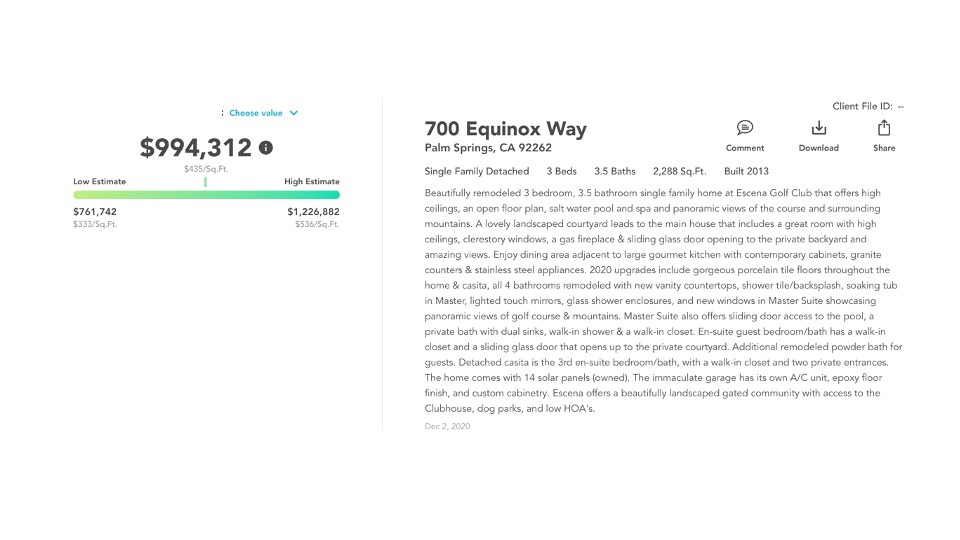 : Choose value
$994,312
$435/Sq.Ft.
Low Estimate High Estimate
$761,742 $1,226,882
$333/Sq.Ft. $536/Sq.Ft.
Client File ID: --
700 Equinox Way
Palm Springs, CA 92262
Comment Download Share
Single Family Detached 3 Beds 3.5 Baths 2,288 Sq.Ft. Built 2013
Beautifully remodeled 3 bedroom, 3.5 bathroom single family home at Escena Golf Club that offers high
ceilings, an open floor plan, salt water pool and spa and panoramic views of the course and surrounding
mountains. A lovely landscaped courtyard leads to the main house that includes a great room with high
ceilings, clerestory windows, a gas fireplace & sliding glass door opening to the private backyard and
amazing views. Enjoy dining area adjacent to large gourmet kitchen with contemporary cabinets, granite
counters & stainless steel appliances. 2020 upgrades include gorgeous porcelain tile floors throughout the
home & casita, all 4 bathrooms remodeled with new vanity countertops, shower tile/backsplash, soaking tub
in Master, lighted touch mirrors, glass shower enclosures, and new windows in Master Suite showcasing
panoramic views of golf course & mountains. Master Suite also offers sliding door access to the pool, a
private bath with dual sinks, walk-in shower & a walk-in closet. En-suite guest bedroom/bath has a walk-in
closet and a sliding glass door that opens up to the private courtyard. Additional remodeled powder bath for
guests. Detached casita is the 3rd en-suite bedroom/bath, with a walk-in closet and two private entrances.
The home comes with 14 solar panels (owned). The immaculate garage has its own A/C unit, epoxy floor
finish, and custom cabinetry. Escena offers a beautifully landscaped gated community with access to the
Clubhouse, dog parks, and low HOA's.
Dec 2, 2020